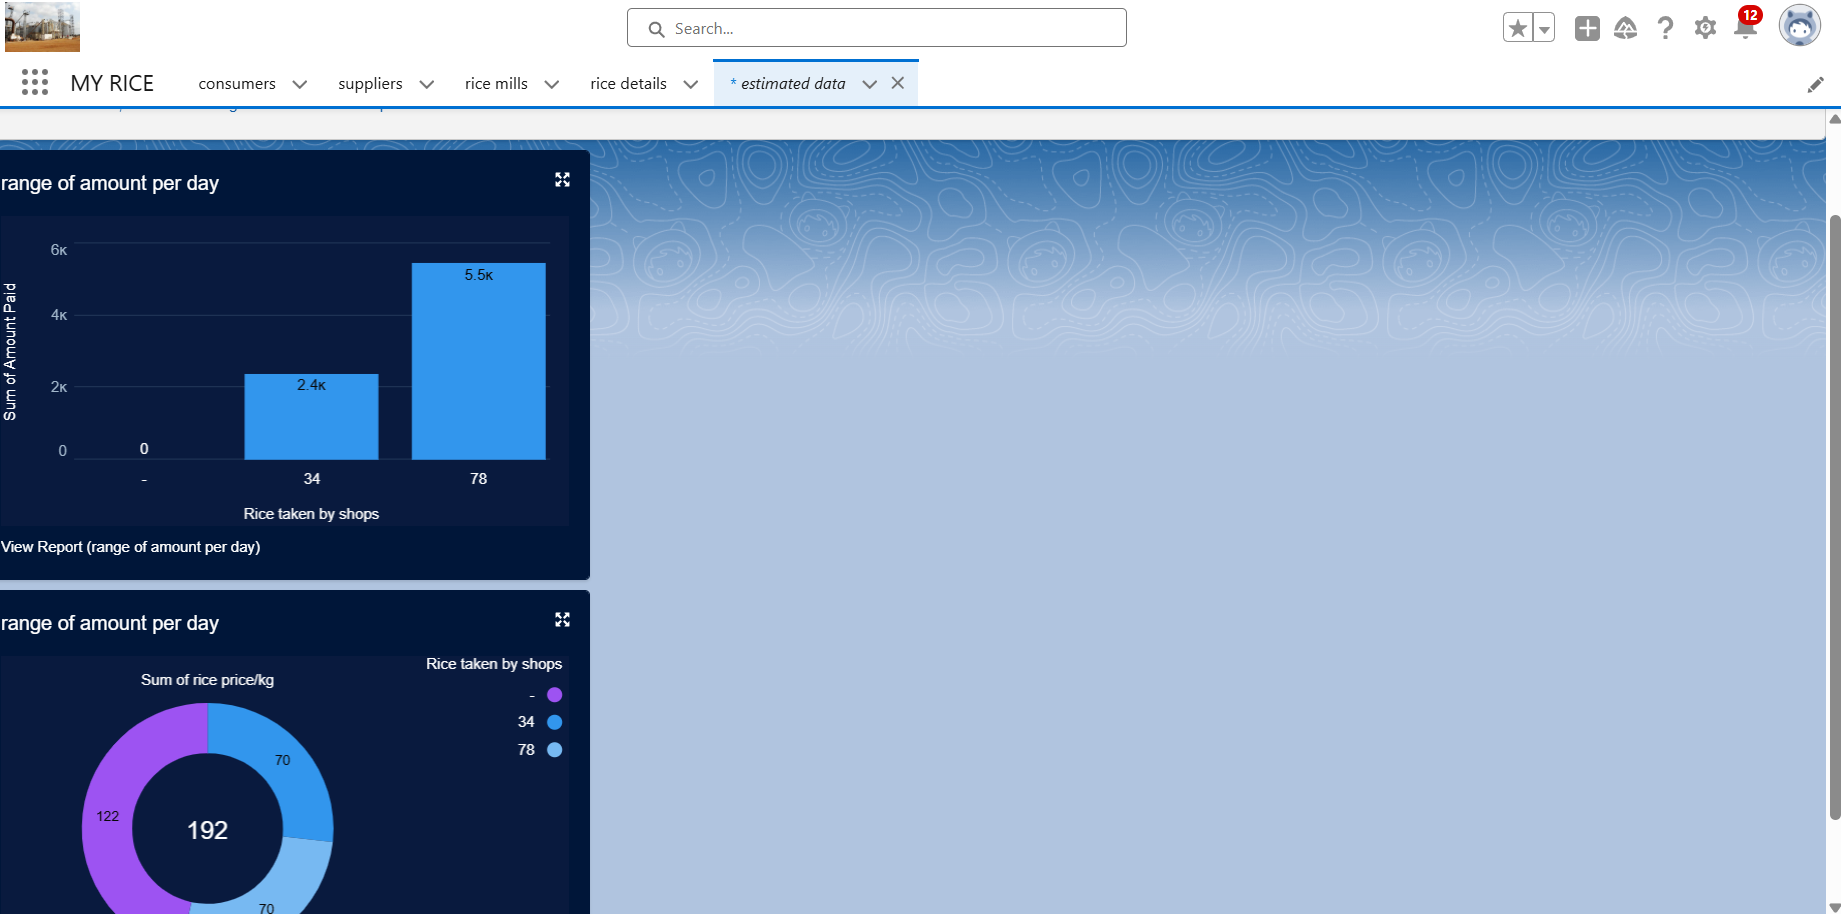 Search...
12
MY RICE
consumers
suppliers
rice mills
rice details
* estimated data
range of amount per day
Sum of Amount Paid
6K
4K
2K
0
0
2.4K
5.5K
-
34
78
Rice taken by shops
View Report (range of amount per day)
range of amount per day
Rice taken by shops
-
34
78
Sum of rice price/kg
70
122
192
70